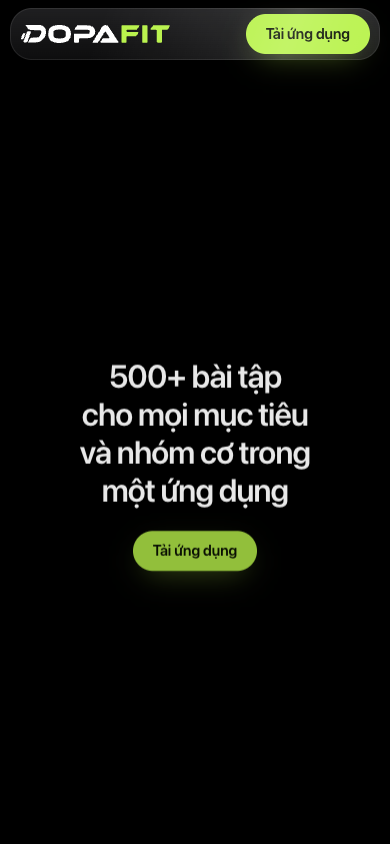 DOPAFIT
Tải ứng dụng
500+ bài tập
cho mọi mục tiêu
và nhóm cơ trong
một ứng dụng
Tải ứng dụng